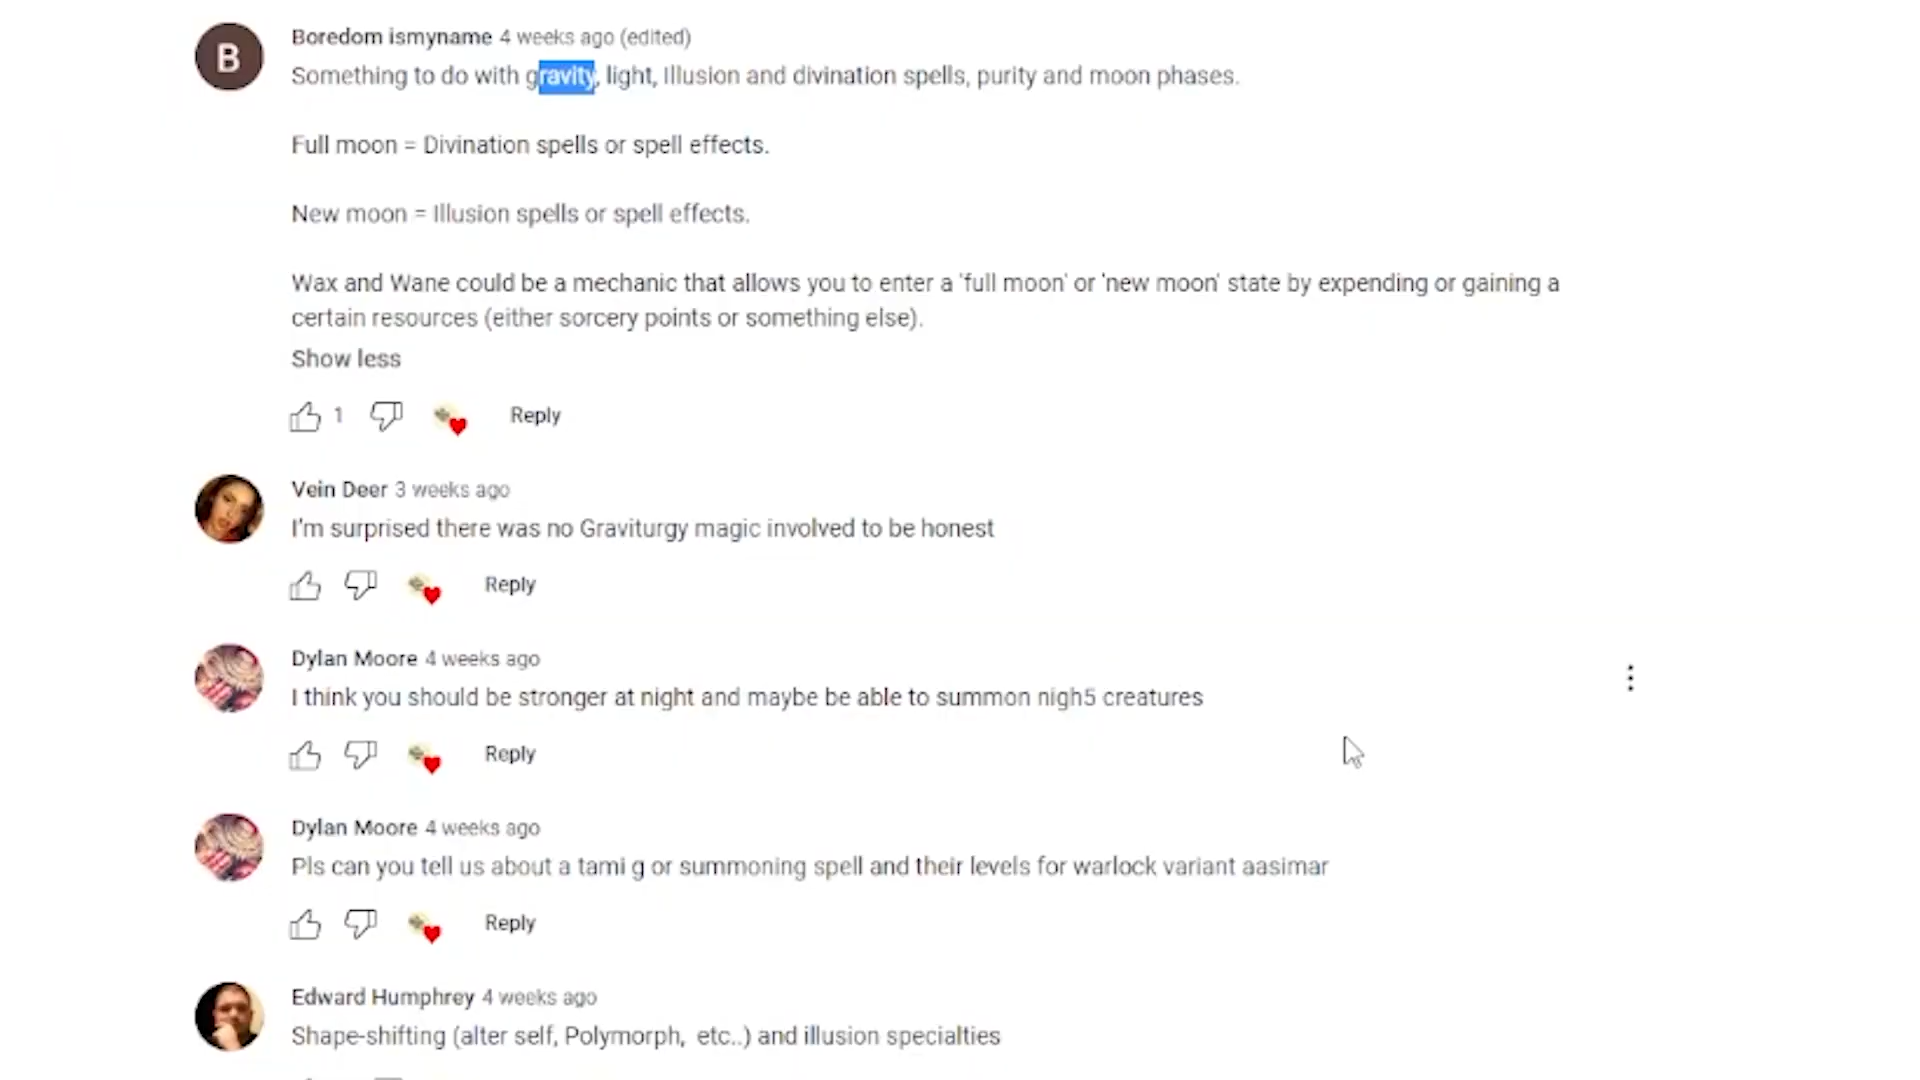 B
Boredom ismyname 4 weeks ago (edited)
Something to do with gravity, light, Illusion and divination spells, purity and moon phases.
Full moon = Divination spells or spell effects.
New moon = Illusion spells or spell effects.
Wax and Wane could be a mechanic that allows you to enter a 'full moon' or 'new moon' state by expending or gaining a
certain resources (either sorcery points or something else).
Show less
1 Reply
Vein Deer 3 weeks ago
I'm surprised there was no Graviturgy magic involved to be honest
Reply
Dylan Moore 4 weeks ago
I think you should be stronger at night and maybe be able to summon nigh5 creatures
Reply
Dylan Moore 4 weeks ago
Pls can you tell us about a tami g or summoning spell and their levels for warlock variant aasimar
Reply
Edward Humphrey 4 weeks ago
Shape-shifting (alter self, Polymorph, etc..) and illusion specialties